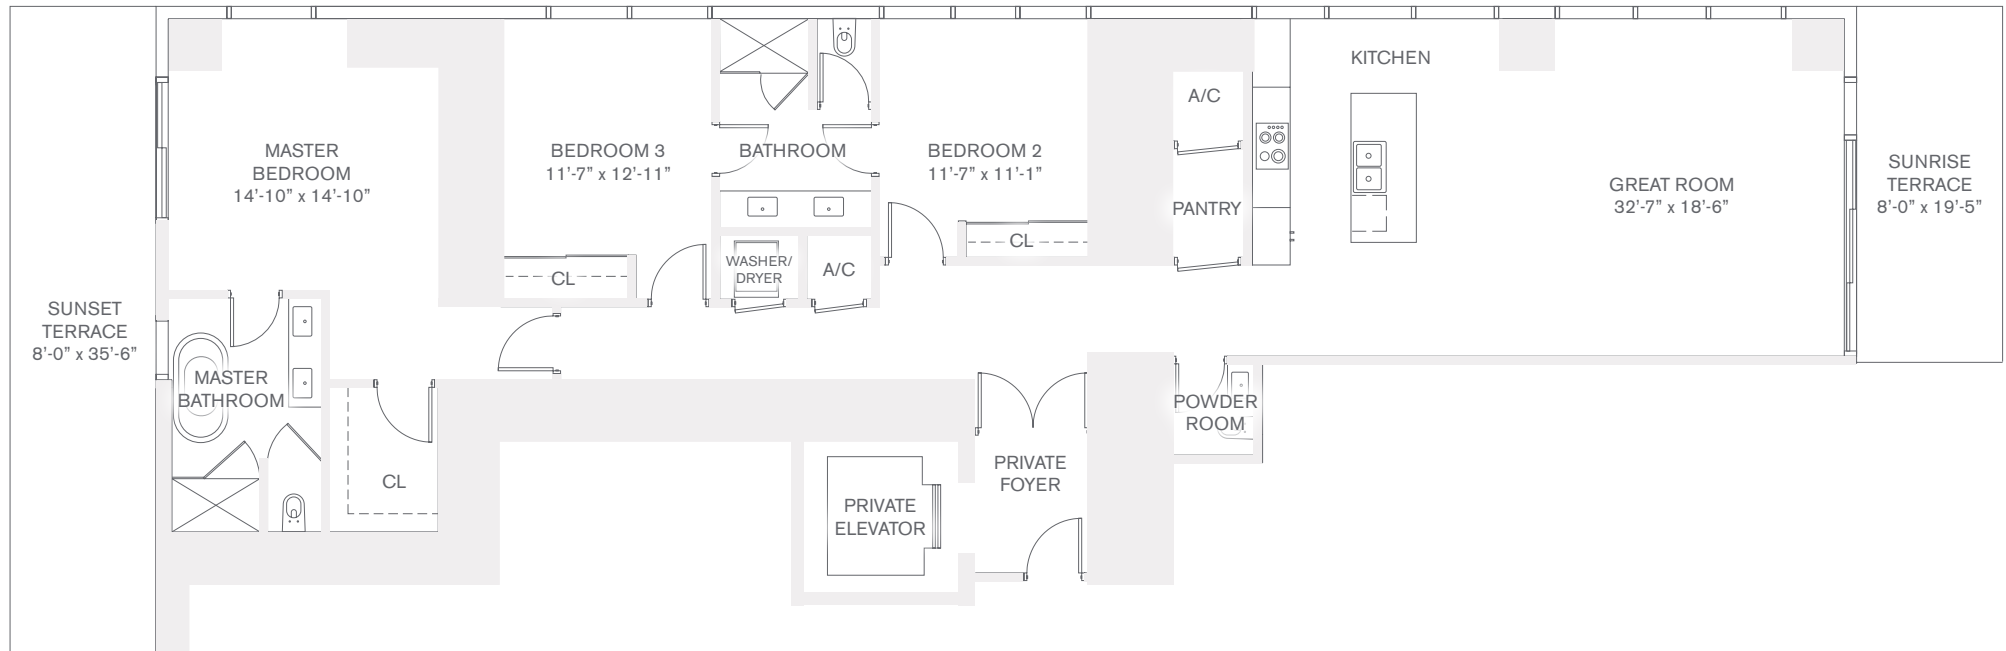 SUNSET
TERRACE
8’-0” x 35’-6”
MASTER
BEDROOM
14’-10” x 14’-10”
MASTER
BATHROOM
CL
BEDROOM 3
11’-7” x 12’-11”
CL
BATHROOM
WASHER/
DRYER
A/C
BEDROOM 2
11’-7” x 11’-1”
CL
PRIVATE
ELEVATOR
PRIVATE
FOYER
A/C
PANTRY
POWDER
ROOM
KITCHEN
GREAT ROOM
32’-7” x 18’-6”
SUNRISE
TERRACE
8’-0” x 19’-5”